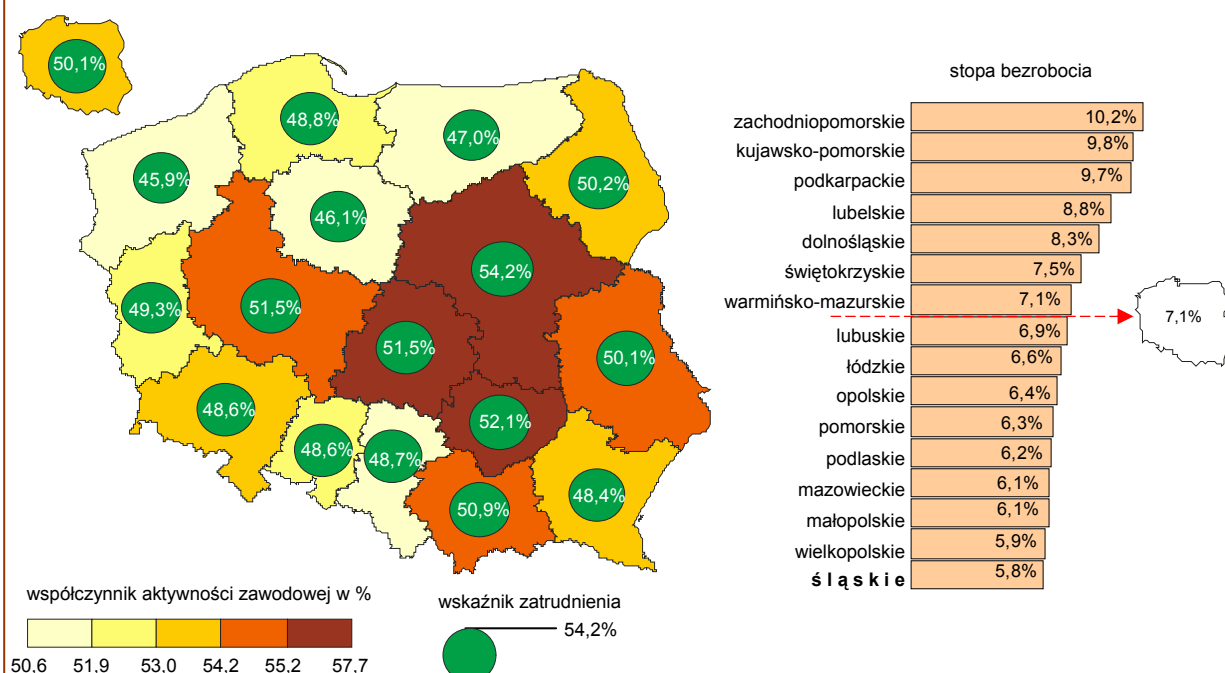 50,1%
48,8%
47,0%
45,9%
50,2%
46,1%
54,2%
49,3%
51,5%
51,5%
50,1%
48,6%
52,1%
48,6%
48,7%
48,4%
50,9%
współczynnik aktywności zawodowej w %
50,6 51,9 53,0 54,2 55,2 57,7
wskaźnik zatrudnienia
54,2%
stopa bezrobocia
zachodniopomorskie 10,2%
kujawsko-pomorskie 9,8%
podkarpackie 9,7%
lubelskie 8,8%
dolnośląskie 8,3%
świętokrzyskie 7,5%
warmińsko-mazurskie 7,1%
7,1%
lubuskie 6,9%
łódzkie 6,6%
opolskie 6,4%
pomorskie 6,3%
podlaskie 6,2%
mazowieckie 6,1%
małopolskie 6,1%
wielkopolskie 5,9%
śląskie 5,8%